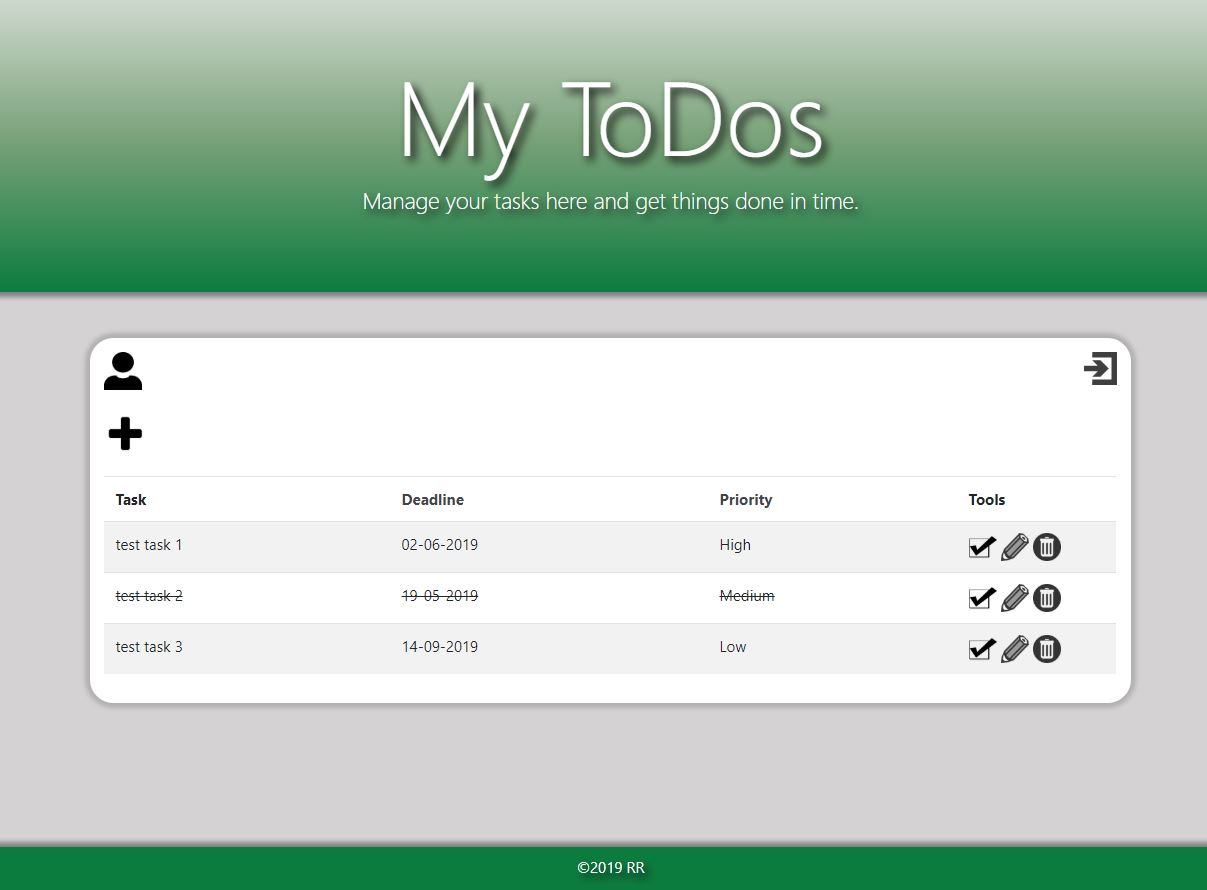 My ToDos
Manage your tasks here and get things done in time.
Task Deadline Priority Tools
test task 1 02-06-2019 High
test task 2 19-05-2019 Medium
test task 3 14-09-2019 Low
©2019 RR